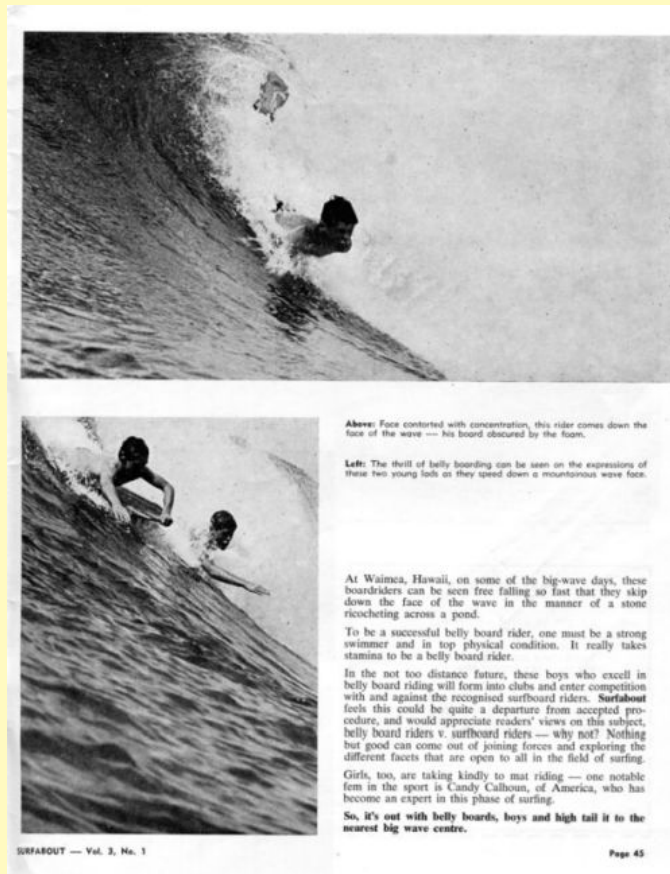 Above: Face contorted with concentration, this rider comes down the
face of the wave — his board obscured by the foam.
Left: The thrill of belly boarding can be seen on the expressions of
these two young lads as they speed down a mountainous wave face.
At Waimea, Hawaii, on some of the big-wave days, these
boardriders can be seen free falling so fast that they skip
down the face of the wave in the manner of a stone
ricocheting across a pond.
To be a successful belly board rider, one must be a strong
swimmer and in top physical condition. It really takes
stamina to be a belly board rider.
In the not too distance future, these boys who excell in
belly board riding will form into clubs and enter competition
with and against the recognised surfboard riders. Surfabout
feels this could be quite a departure from accepted pro-
cedure, and would appreciate readers' views on this subject,
belly board riders v. surfboard riders — why not? Nothing
but good can come out of joining forces and exploring the
different facets that are open to all in the field of surfing.
Girls, too, are taking kindly to mat riding — one notable
fem in the sport is Candy Calhoun, of America, who has
become an expert in this phase of surfing.
So, it's out with belly boards, boys and high tail it to the
nearest big wave centre.
SURFABOUT — Vol. 3, No. 1
Page 45